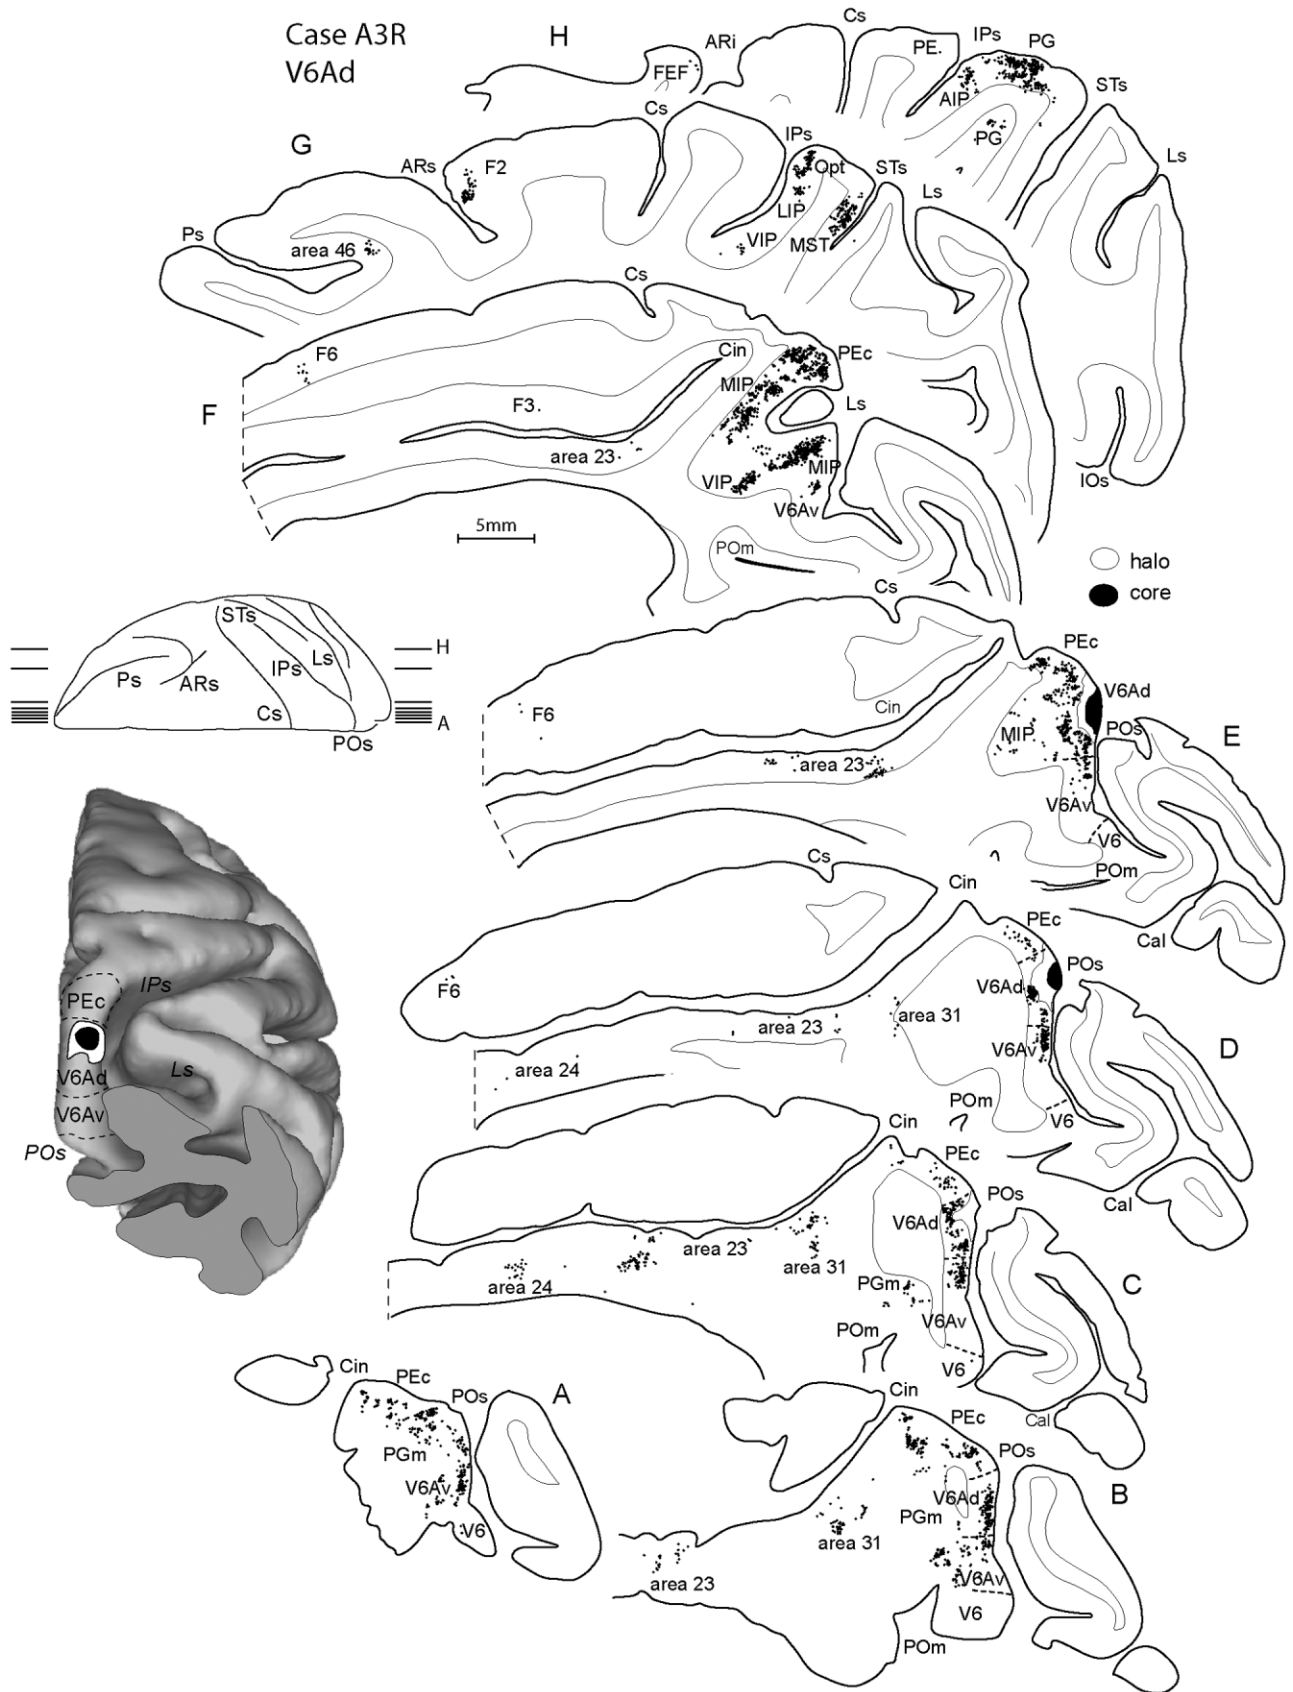 Case A3R
V6Ad
H
ARi
Cs
IPs
PG
FEF
PE.
AIP
PG
STs
Ls
IOs
G
Ps
ARs
F2
Cs
IPs
Opt
STs
Ls
area 46
LIP
VIP
MST
F
Cs
F6
Cin
PEc
MIP
Ls
F3.
area 23
VIP
MIP
V6Av
POm
5mm
halo
core
STs
Ps
ARs
IPs
Ls
Cs
POs
H
A
Cs
PEc
V6Ad
POs
E
F6
Cin
MIP
area 23
V6Av
V6
POm
Cal
Cs
Cin
PEc
POs
D
F6
V6Ad
area 23
area 31
V6Av
area 24
POm
V6
Cal
PEc
IPs
V6Ad
Ls
V6Av
POs
Cin
PEc
POs
C
V6Ad
area 23
area 31
area 24
PGm
V6Av
POm
V6
Cal
Cin
PEc
POs
A
PGm
V6Av
V6
Cin
PEc
POs
B
V6Ad
PGm
area 31
area 23
V6Av
V6
POm